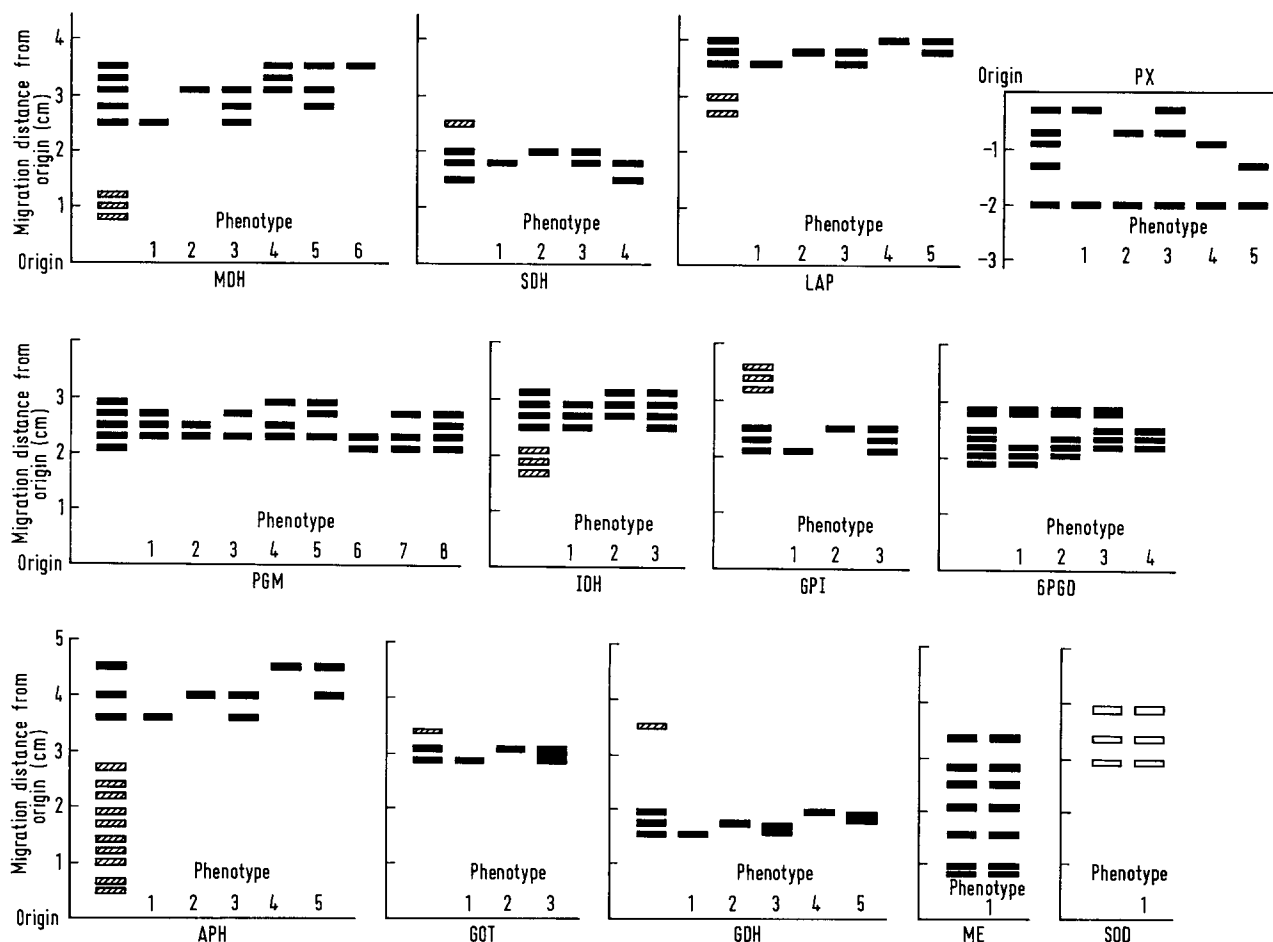 Migration distance from
origin (cm)
4
3
2
1
Origin
Phenotype
1 2 3 4 5 6
MDH
Phenotype
1 2 3 4
SDH
Phenotype
1 2 3 4 5
LAP
Origin
PX
-1
-2
-3
Phenotype
1 2 3 4 5
Migration distance from
origin (cm)
3
2
1
Origin
Phenotype
1 2 3 4 5 6 7 8
PGM
Phenotype
1 2 3
IDH
Phenotype
1 2 3
GPI
Phenotype
1 2 3 4
6PGD
Migration distance from
origin (cm)
5
4
3
2
1
Origin
Phenotype
1 2 3 4 5
APH
Phenotype
1 2 3
GOT
Phenotype
1 2 3 4 5
GDH
Phenotype
1
ME
Phenotype
1
SOD